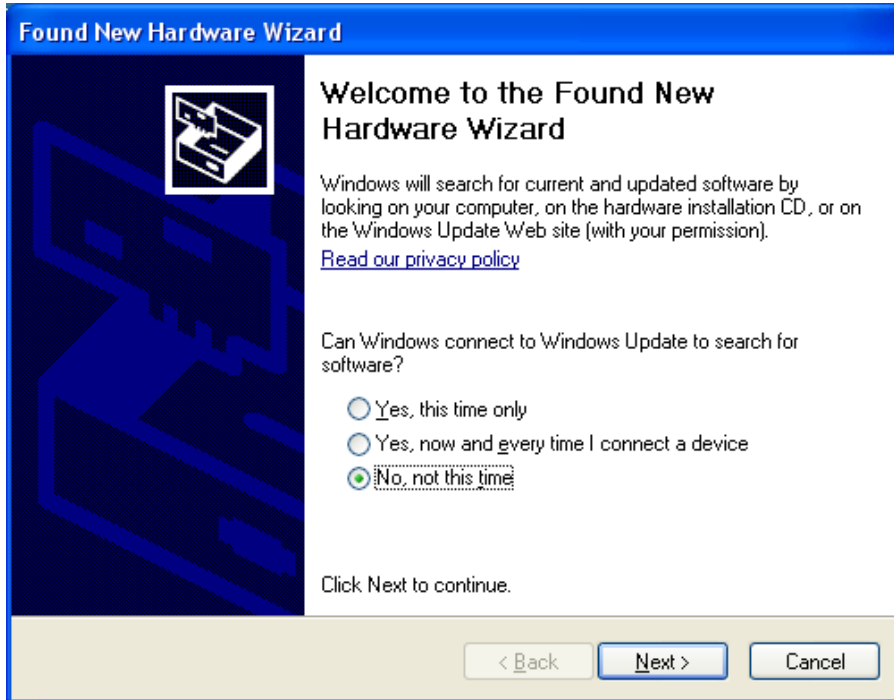 Found New Hardware Wizard
Welcome to the Found New
Hardware Wizard
Windows will search for current and updated software by
looking on your computer, on the hardware installation CD, or on
the Windows Update Web site (with your permission).
Read our privacy policy
Can Windows connect to Windows Update to search for
software?
Yes, this time only
Yes, now and every time I connect a device
No, not this time
Click Next to continue.
< Back
Next >
Cancel